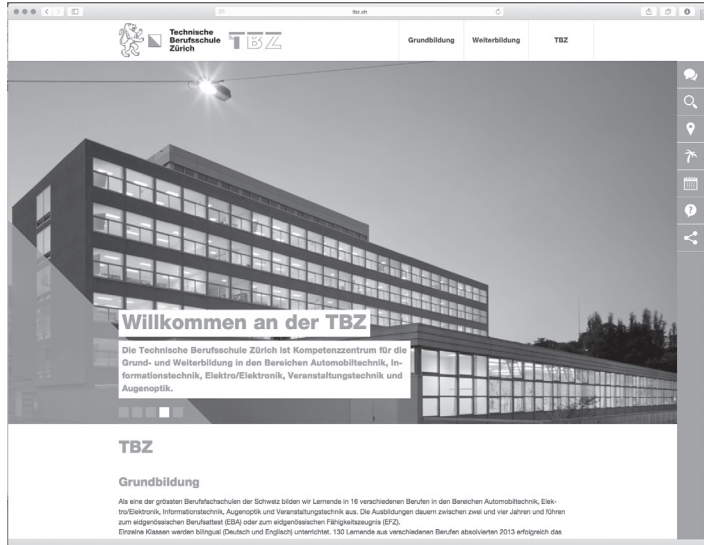 tbz.ch
Technische
Berufsschule
Zürich
TBZ
Grundbildung
Weiterbildung
TBZ
Willkommen an der TBZ
Die Technische Berufsschule Zürich ist Kompetenzzentrum für die
Grund- und Weiterbildung in den Bereichen Automobiltechnik, In-
formationstechnik, Elektro/Elektronik, Veranstaltungstechnik und
Augenoptik.
TBZ
Grundbildung
Als eine der grössten Berufsfachschulen der Schweiz bilden wir Lernende in 16 verschiedenen Berufen in den Bereichen Automobiltechnik, Elek-
tro/Elektronik, Informationstechnik, Augenoptik und Veranstaltungstechnik aus. Die Ausbildungen dauern zwischen zwei und vier Jahren und führen
zum eidgenössischen Berufsattest (EBA) oder zum eidgenössischen Fähigkeitszeugnis (EFZ).
Einzelne Klassen werden bilingual (Deutsch und Englisch) unterrichtet. 130 Lernende aus verschiedenen Berufen absolvierten 2013 erfolgreich das